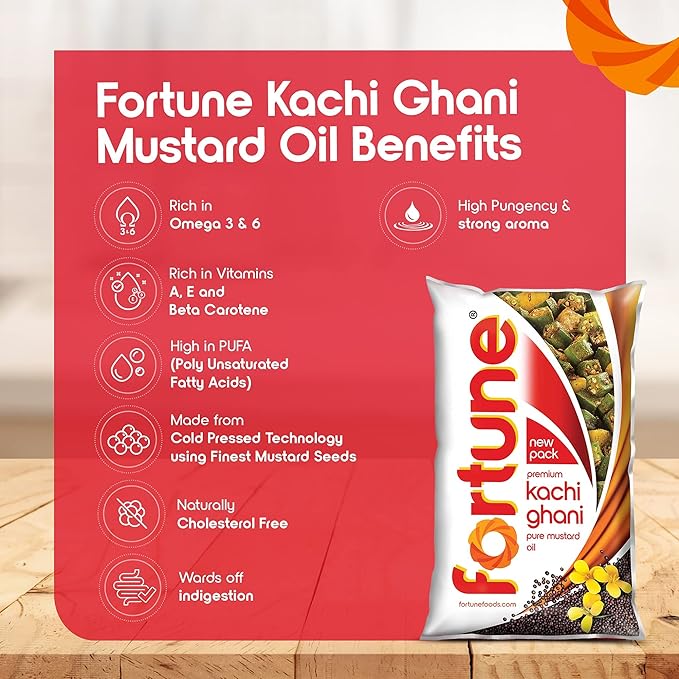 Fortune Kachi Ghani
Mustard Oil Benefits
Rich in
Omega 3 & 6
3&6
High Pungency &
strong aroma
Rich in Vitamins
A, E and
Beta Carotene
High in PUFA
(Poly Unsaturated
Fatty Acids)
Made from
Cold Pressed Technology
using Finest Mustard Seeds
Naturally
Cholesterol Free
Wards off
indigestion
fortune®
new
pack
premium
kachi
ghani
pure mustard
oil
fortunefoods.com